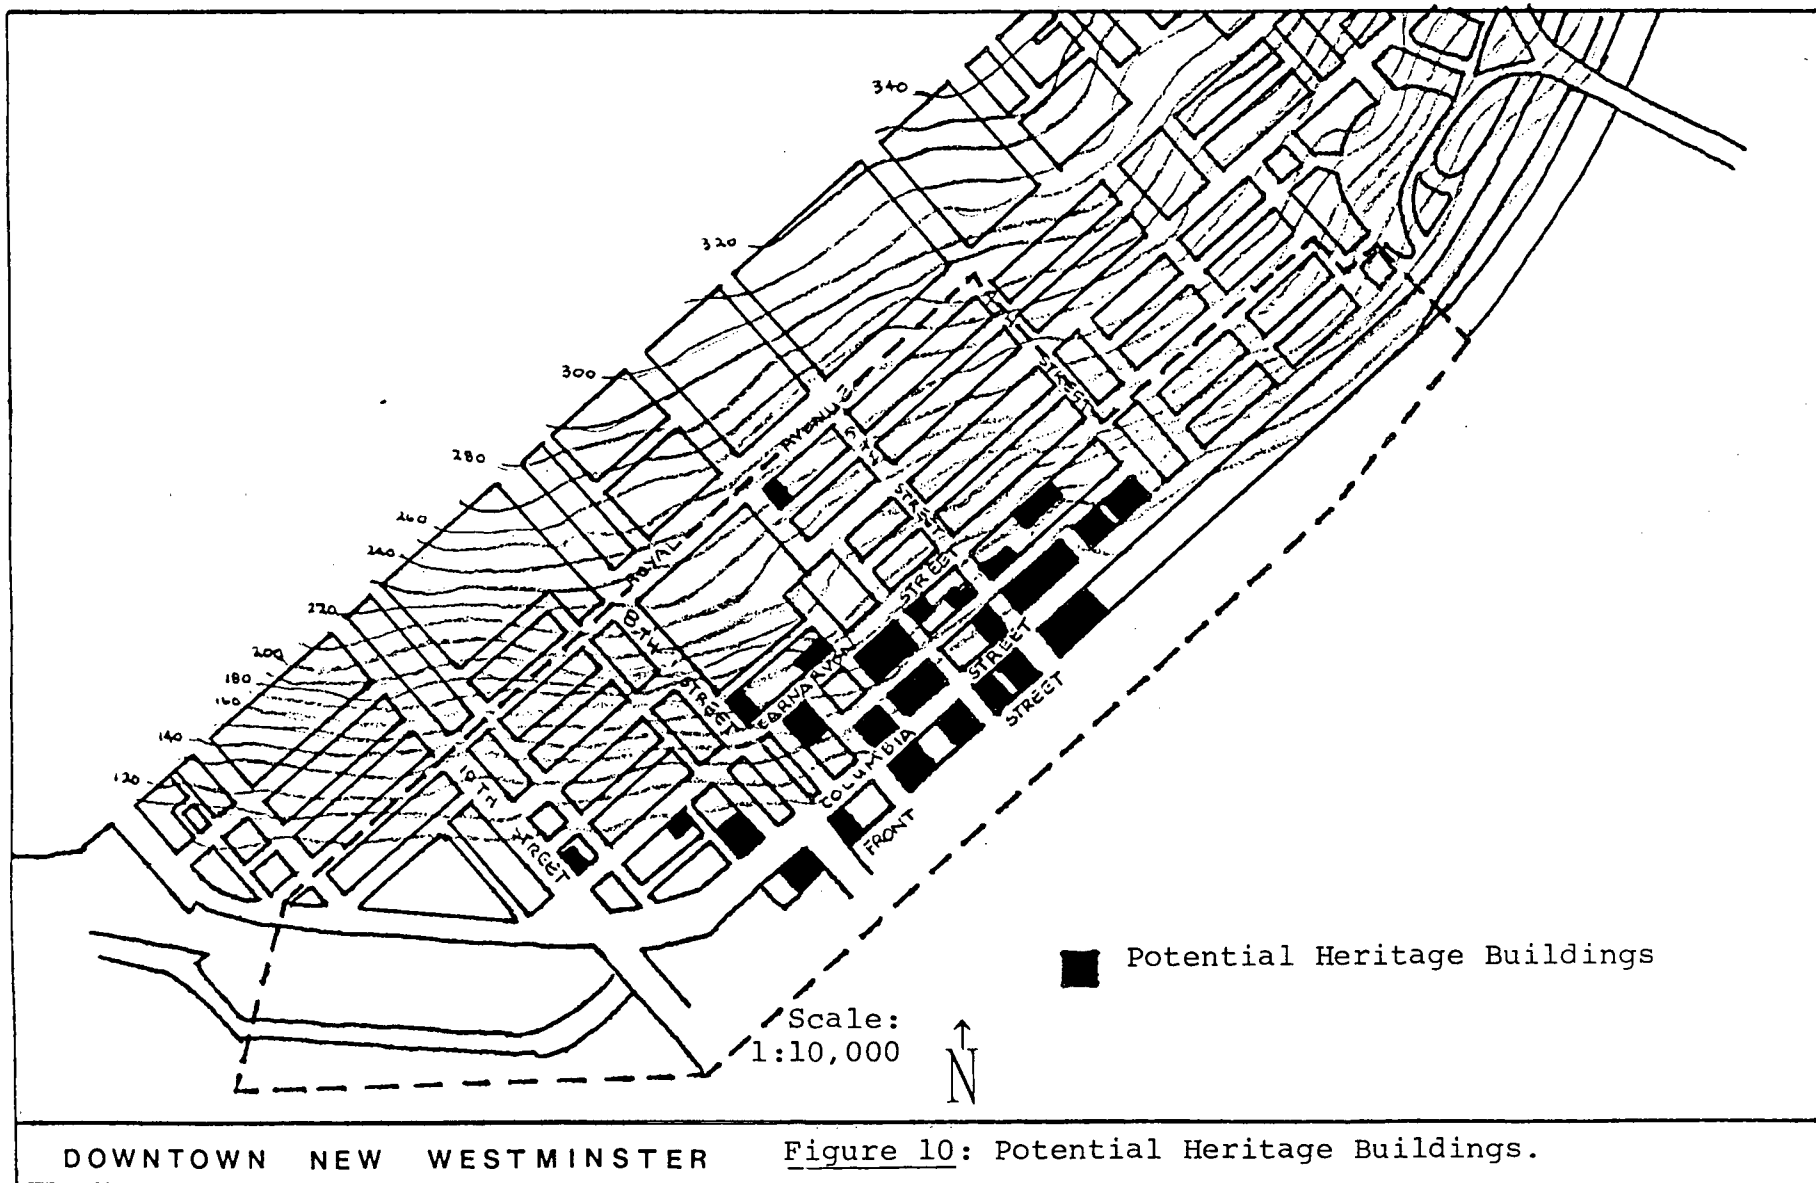 340
320
300
280
260
240
220
200
180
160
140
120
ROYAL AVENUE
STREET
STREET
8TH STREET
CARNARVON STREET
10TH STREET
COLUMBIA STREET
FRONT STREET
Potential Heritage Buildings
Scale:
1:10,000
N
DOWNTOWN NEW WESTMINSTER
Figure 10: Potential Heritage Buildings.